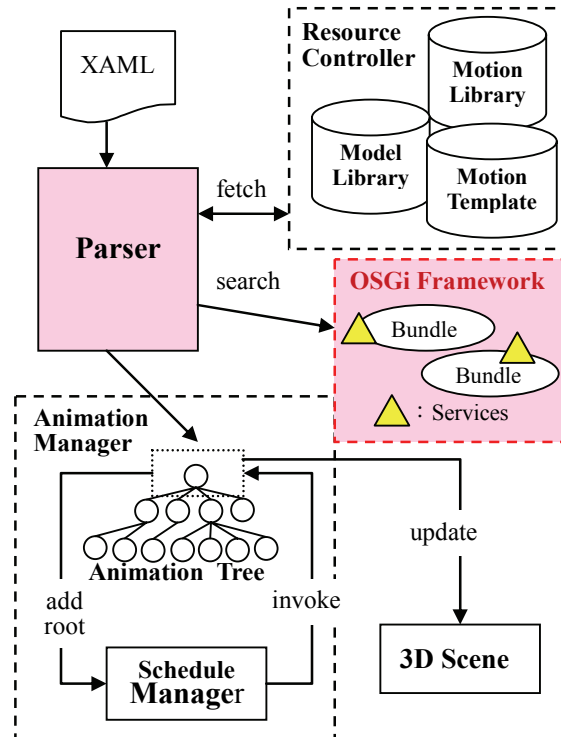 XAML
Resource
Controller
Motion
Library
Model
Library
Motion
Template
fetch
Parser
search
OSGi Framework
Bundle
Bundle
: Services
Animation
Manager
Animation Tree
update
add
root
invoke
Schedule
Manager
3D Scene